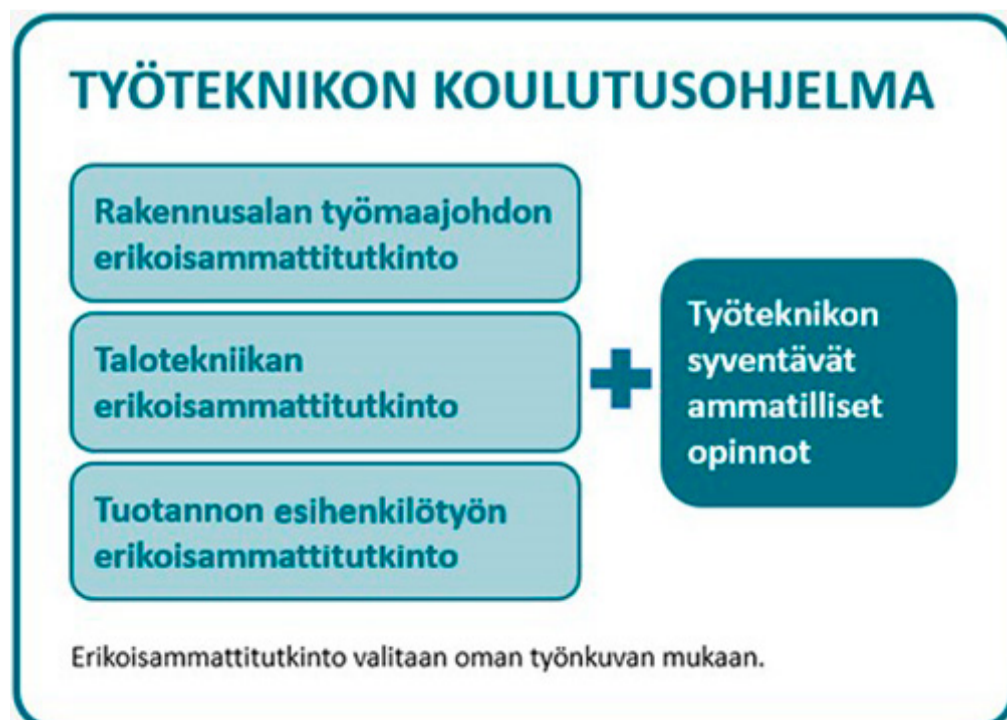 TYÖTEKNIKON KOULUTUSOHJELMA
Rakennusalan työmaajohdon
erikoisammattitutkinto
Talotekniikan
erikoisammattitutkinto
Tuotannon esihenkilötyön
erikoisammattitutkinto
Työteknikon
syventävät
ammatilliset
opinnot
Erikoisammattitutkinto valitaan oman työnkuvan mukaan.